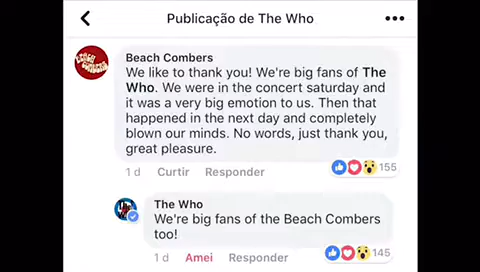 Publicação de The Who
Beach Combers
We like to thank you! We're big fans of The
Who. We were in the concert saturday and
it was a very big emotion to us. Then that
happened in the next day and completely
blown our minds. No words, just thank you,
great pleasure.
1 d Curtir Responder 155
The Who
We're big fans of the Beach Combers
too!
1 d Amei Responder 145